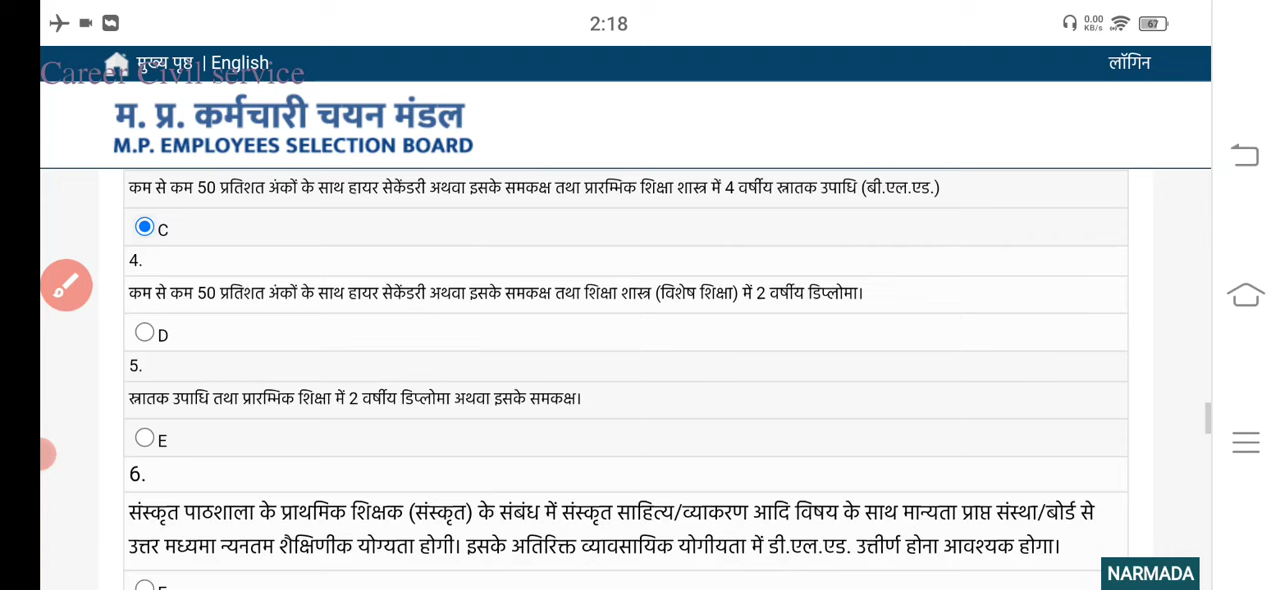 2:18
0.00
KB/s
67
मुख्य पृष्ठ | English
लॉगिन
Career Civil service
म. प्र. कर्मचारी चयन मंडल
M.P. EMPLOYEES SELECTION BOARD
कम से कम 50 प्रतिशत अंकों के साथ हायर सेकेंडरी अथवा इसके समकक्ष तथा प्रारम्भिक शिक्षा शास्त्र में 4 वर्षीय स्नातक उपाधि (बी.एल.एड.)
C
4.
कम से कम 50 प्रतिशत अंकों के साथ हायर सेकेंडरी अथवा इसके समकक्ष तथा शिक्षा शास्त्र (विशेष शिक्षा) में 2 वर्षीय डिप्लोमा।
D
5.
स्नातक उपाधि तथा प्रारम्भिक शिक्षा में 2 वर्षीय डिप्लोमा अथवा इसके समकक्ष।
E
6.
संस्कृत पाठशाला के प्राथमिक शिक्षक (संस्कृत) के संबंध में संस्कृत साहित्य/व्याकरण आदि विषय के साथ मान्यता प्राप्त संस्था/बोर्ड से
उत्तर मध्यमा न्यनतम शैक्षिणीक योग्यता होगी। इसके अतिरिक्त व्यावसायिक योगीयता में डी.एल.एड. उत्तीर्ण होना आवश्यक होगा।
NARMADA